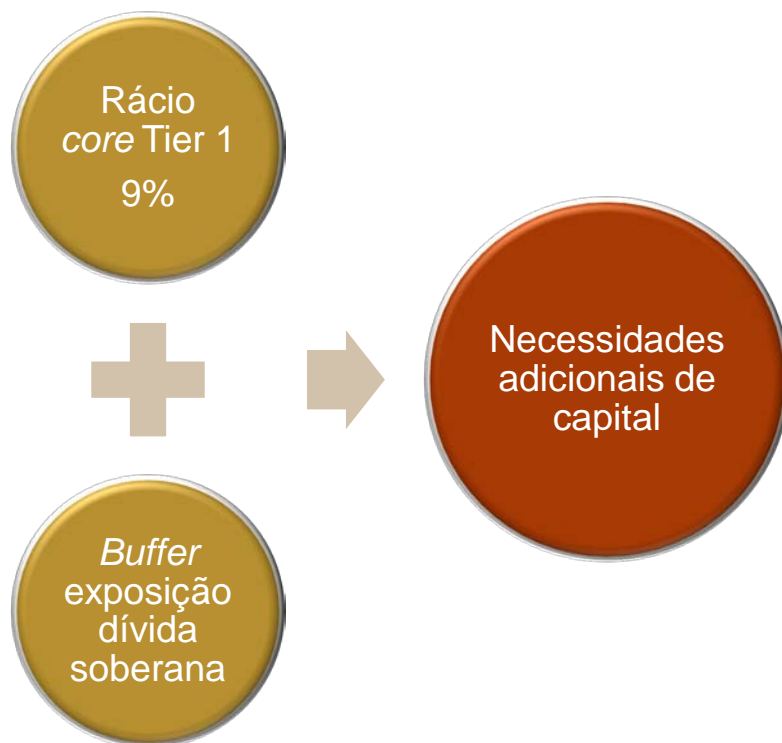 Rácio
core Tier 1
9%
Necessidades
adicionais de
capital
Buffer
exposição
dívida
soberana